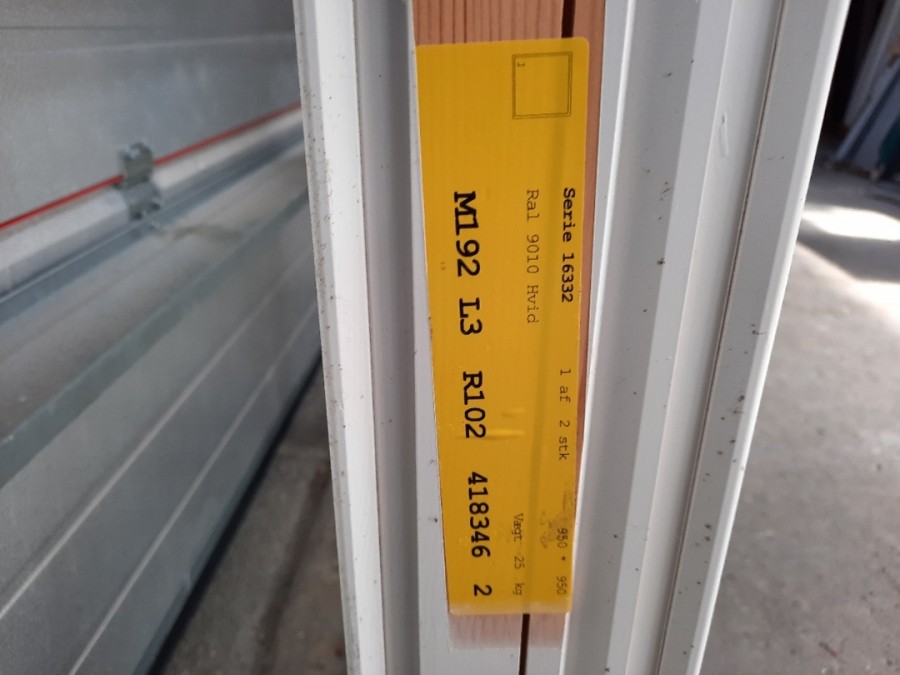 1
Serie 16332 1 af 2 stk 950 * 950
Ral 9010 Hvid
Vægt 25 kg
M192 L3 R102 418346 2